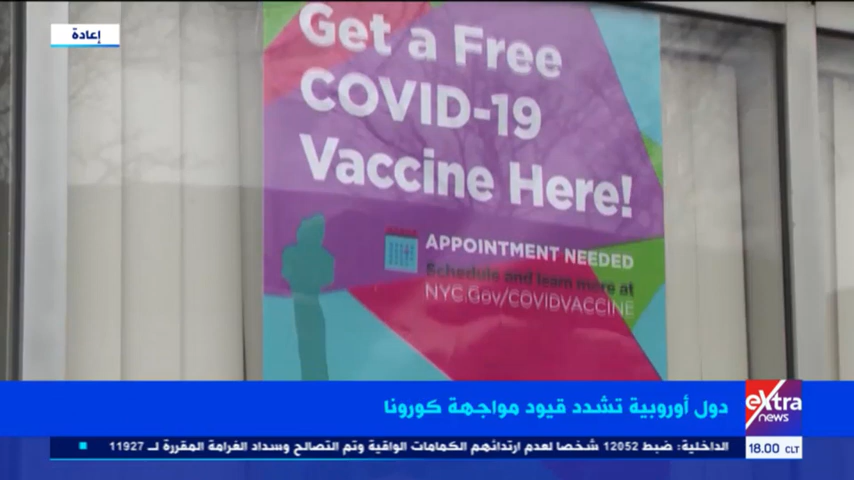 إعادة
Get a Free
COVID-19
Vaccine Here!
APPOINTMENT NEEDED
Schedule and learn more at
NYC.Gov/COVIDVACCINE
دول أوروبية تشدد قيود مواجهة كورونا
eXtra
news
الداخلية: ضبط 12052 شخصا لعدم ارتدائهم الكمامات الواقية وتم التصالح وسداد الغرامة المقررة لــ 11927
18.00 CLT